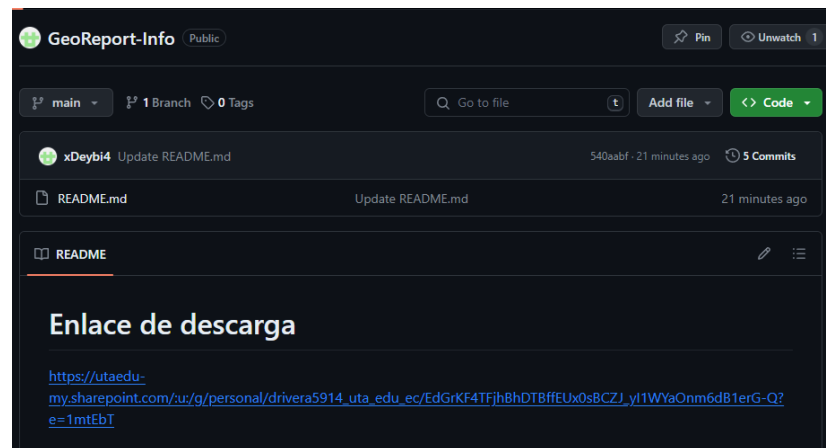 GeoReport-Info Public Pin Unwatch 1
main 1 Branch 0 Tags Go to file t Add file Code
xDeybi4 Update README.md 540aabf · 21 minutes ago 5 Commits
README.md Update README.md 21 minutes ago
README
Enlace de descarga
https://utaedu-
my.sharepoint.com/:u:/g/personal/drivera5914_uta_edu_ec/EdGrKF4TFjhBhDTBffEUx0sBCZJ_yI1WYaOnm6dB1erG-Q?
e=1mtEbT